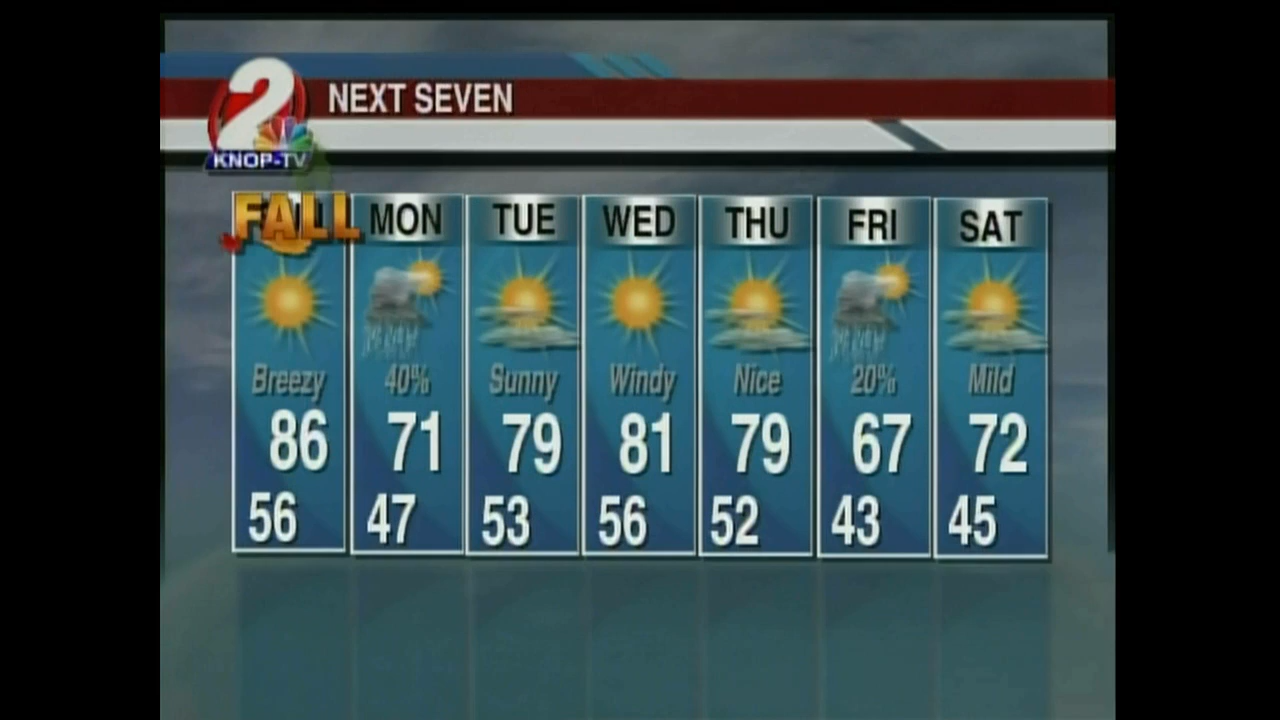 2
NEXT SEVEN
KNOP-TV
FALL MON TUE WED THU FRI SAT
Breezy 40% Sunny Windy Nice 20% Mild
86 71 79 81 79 67 72
56 47 53 56 52 43 45